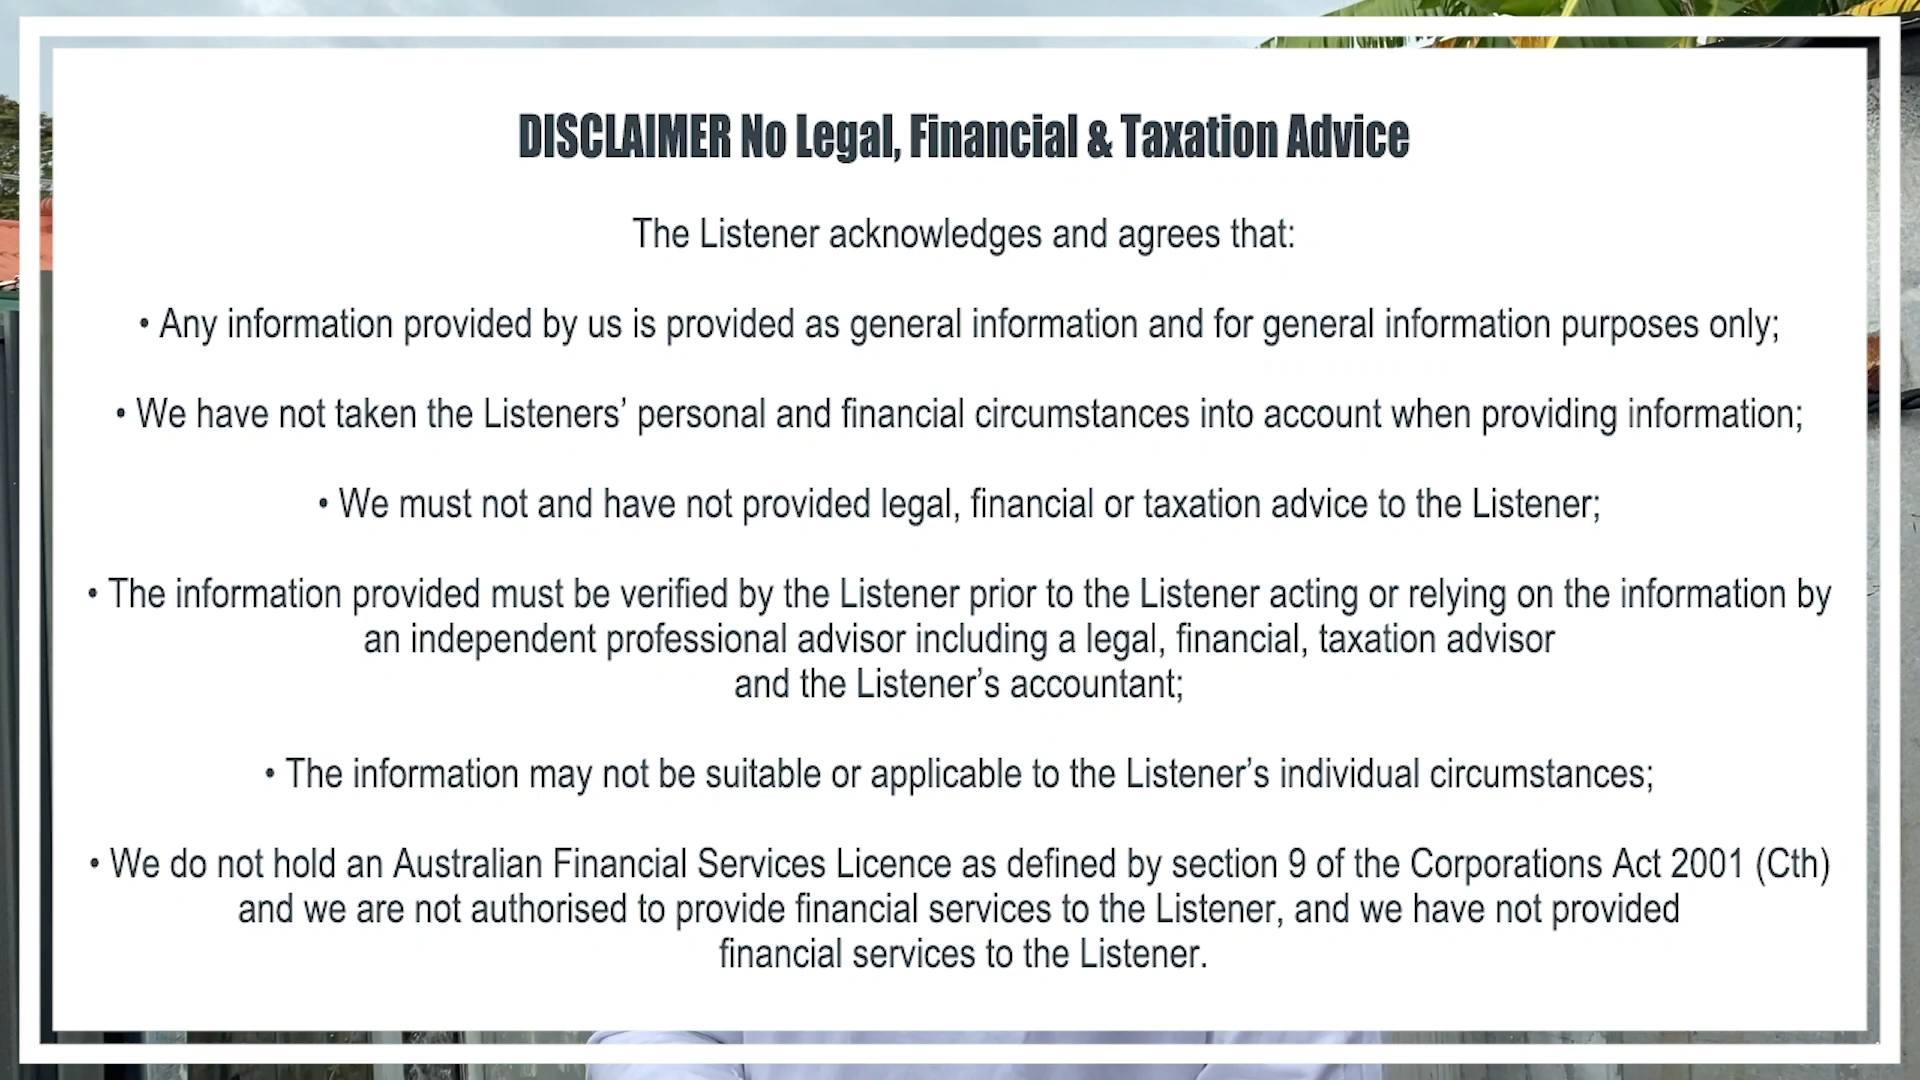 DISCLAIMER No Legal, Financial & Taxation Advice
The Listener acknowledges and agrees that:
• Any information provided by us is provided as general information and for general information purposes only;
• We have not taken the Listeners’ personal and financial circumstances into account when providing information;
• We must not and have not provided legal, financial or taxation advice to the Listener;
• The information provided must be verified by the Listener prior to the Listener acting or relying on the information by
an independent professional advisor including a legal, financial, taxation advisor
and the Listener’s accountant;
• The information may not be suitable or applicable to the Listener’s individual circumstances;
• We do not hold an Australian Financial Services Licence as defined by section 9 of the Corporations Act 2001 (Cth)
and we are not authorised to provide financial services to the Listener, and we have not provided
financial services to the Listener.